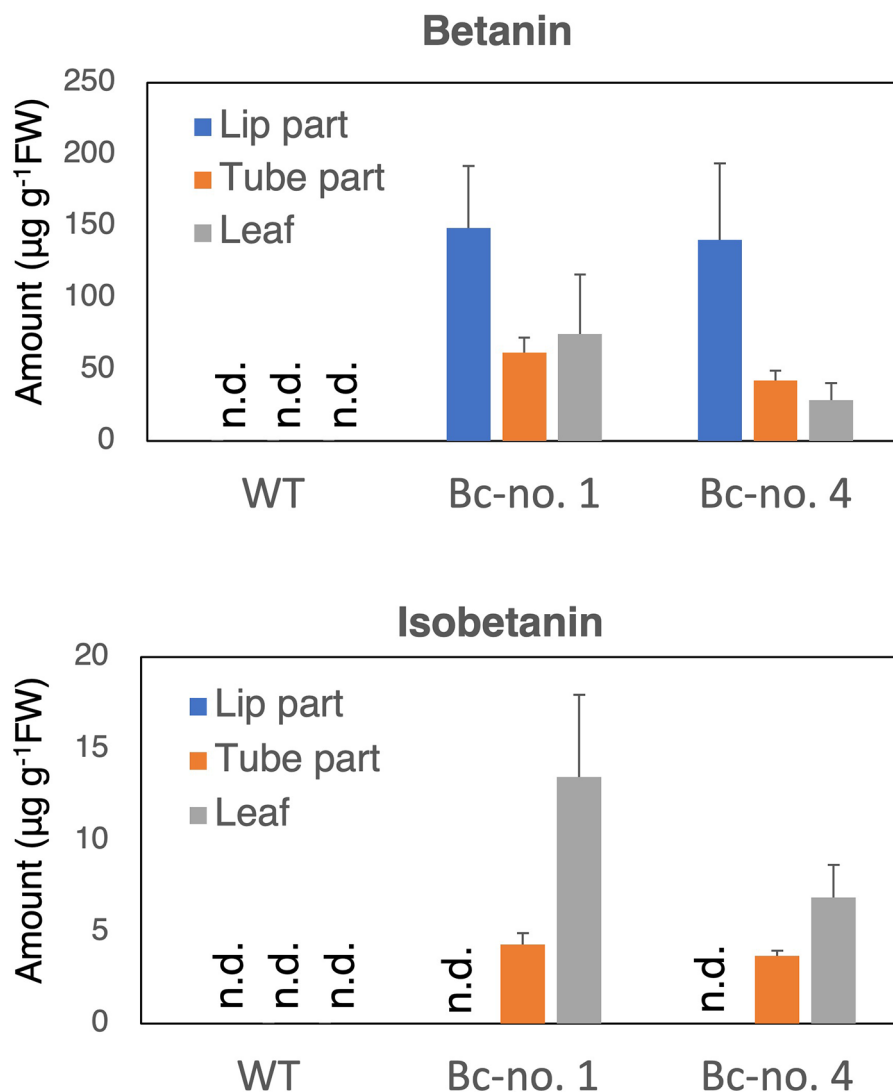 Betanin
Amount (µg g⁻¹FW)
250
200
150
100
50
0
Lip part
Tube part
Leaf
n.d. n.d. n.d.
WT Bc-no. 1 Bc-no. 4
Isobetanin
Amount (µg g⁻¹FW)
20
15
10
5
0
Lip part
Tube part
Leaf
n.d. n.d. n.d. n.d. n.d.
WT Bc-no. 1 Bc-no. 4